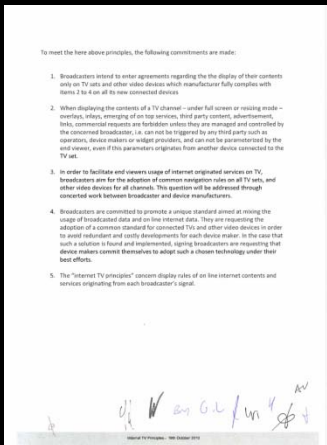 To meet the here above principles, the following commitments are made:
1. Broadcasters intend to enter agreements regarding the the display of their contents
only on TV sets and other video devices which manufacturer fully complies with
items 2 to 4 on all its new connected devices
2. When displaying the contents of a TV channel – under full screen or resizing mode –
overlays, inlays, emerging of on top services, third party content, advertisement,
links, commercial requests are forbidden unless they are managed and controlled by
the concerned broadcaster, i.e. can not be triggered by any third party such as
operators, device makers or widget providers, and can not be parameterized by the
end viewer, even if this parameters originates from another device connected to the
TV set.
3. In order to facilitate end viewers usage of internet originated services on TV,
broadcasters aim for the adoption of common navigation rules on all TV sets, and
other video devices for all channels. This question will be addressed through
concerted work between broadcaster and device manufacturers.
4. Broadcasters are committed to promote a unique standard aimed at mixing the
usage of broadcasted data and on line internet data. They are requesting the
adoption of a common standard for connected TVs and other video devices in order
to avoid redundant and costly developments for each device maker. In the case that
such a solution is found and implemented, signing broadcasters are requesting that
device makers commit themselves to adopt such a chosen technology under their
best efforts.
5. The "internet TV principles" concern display rules of on line internet contents and
services originating from each broadcaster's signal.
AV
G.L
Internet TV Principles - 19th October 2010